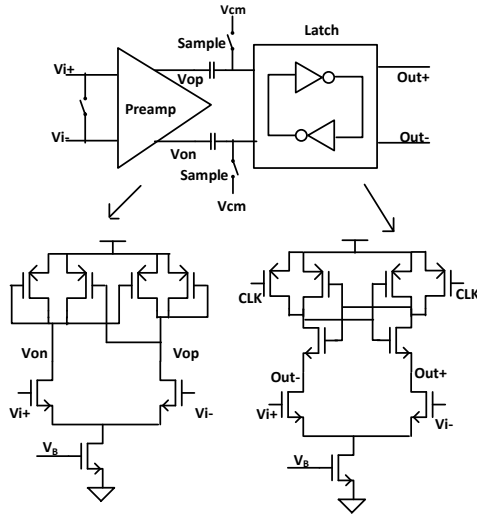 Vcm
Sample
Latch
Vi+
Vop
Out+
Preamp
Vi-
Von
Out-
Sample
Vcm
CLK
CLK
Von
Vop
Out-
Out+
Vi+
Vi-
Vi+
Vi-
VB
VB